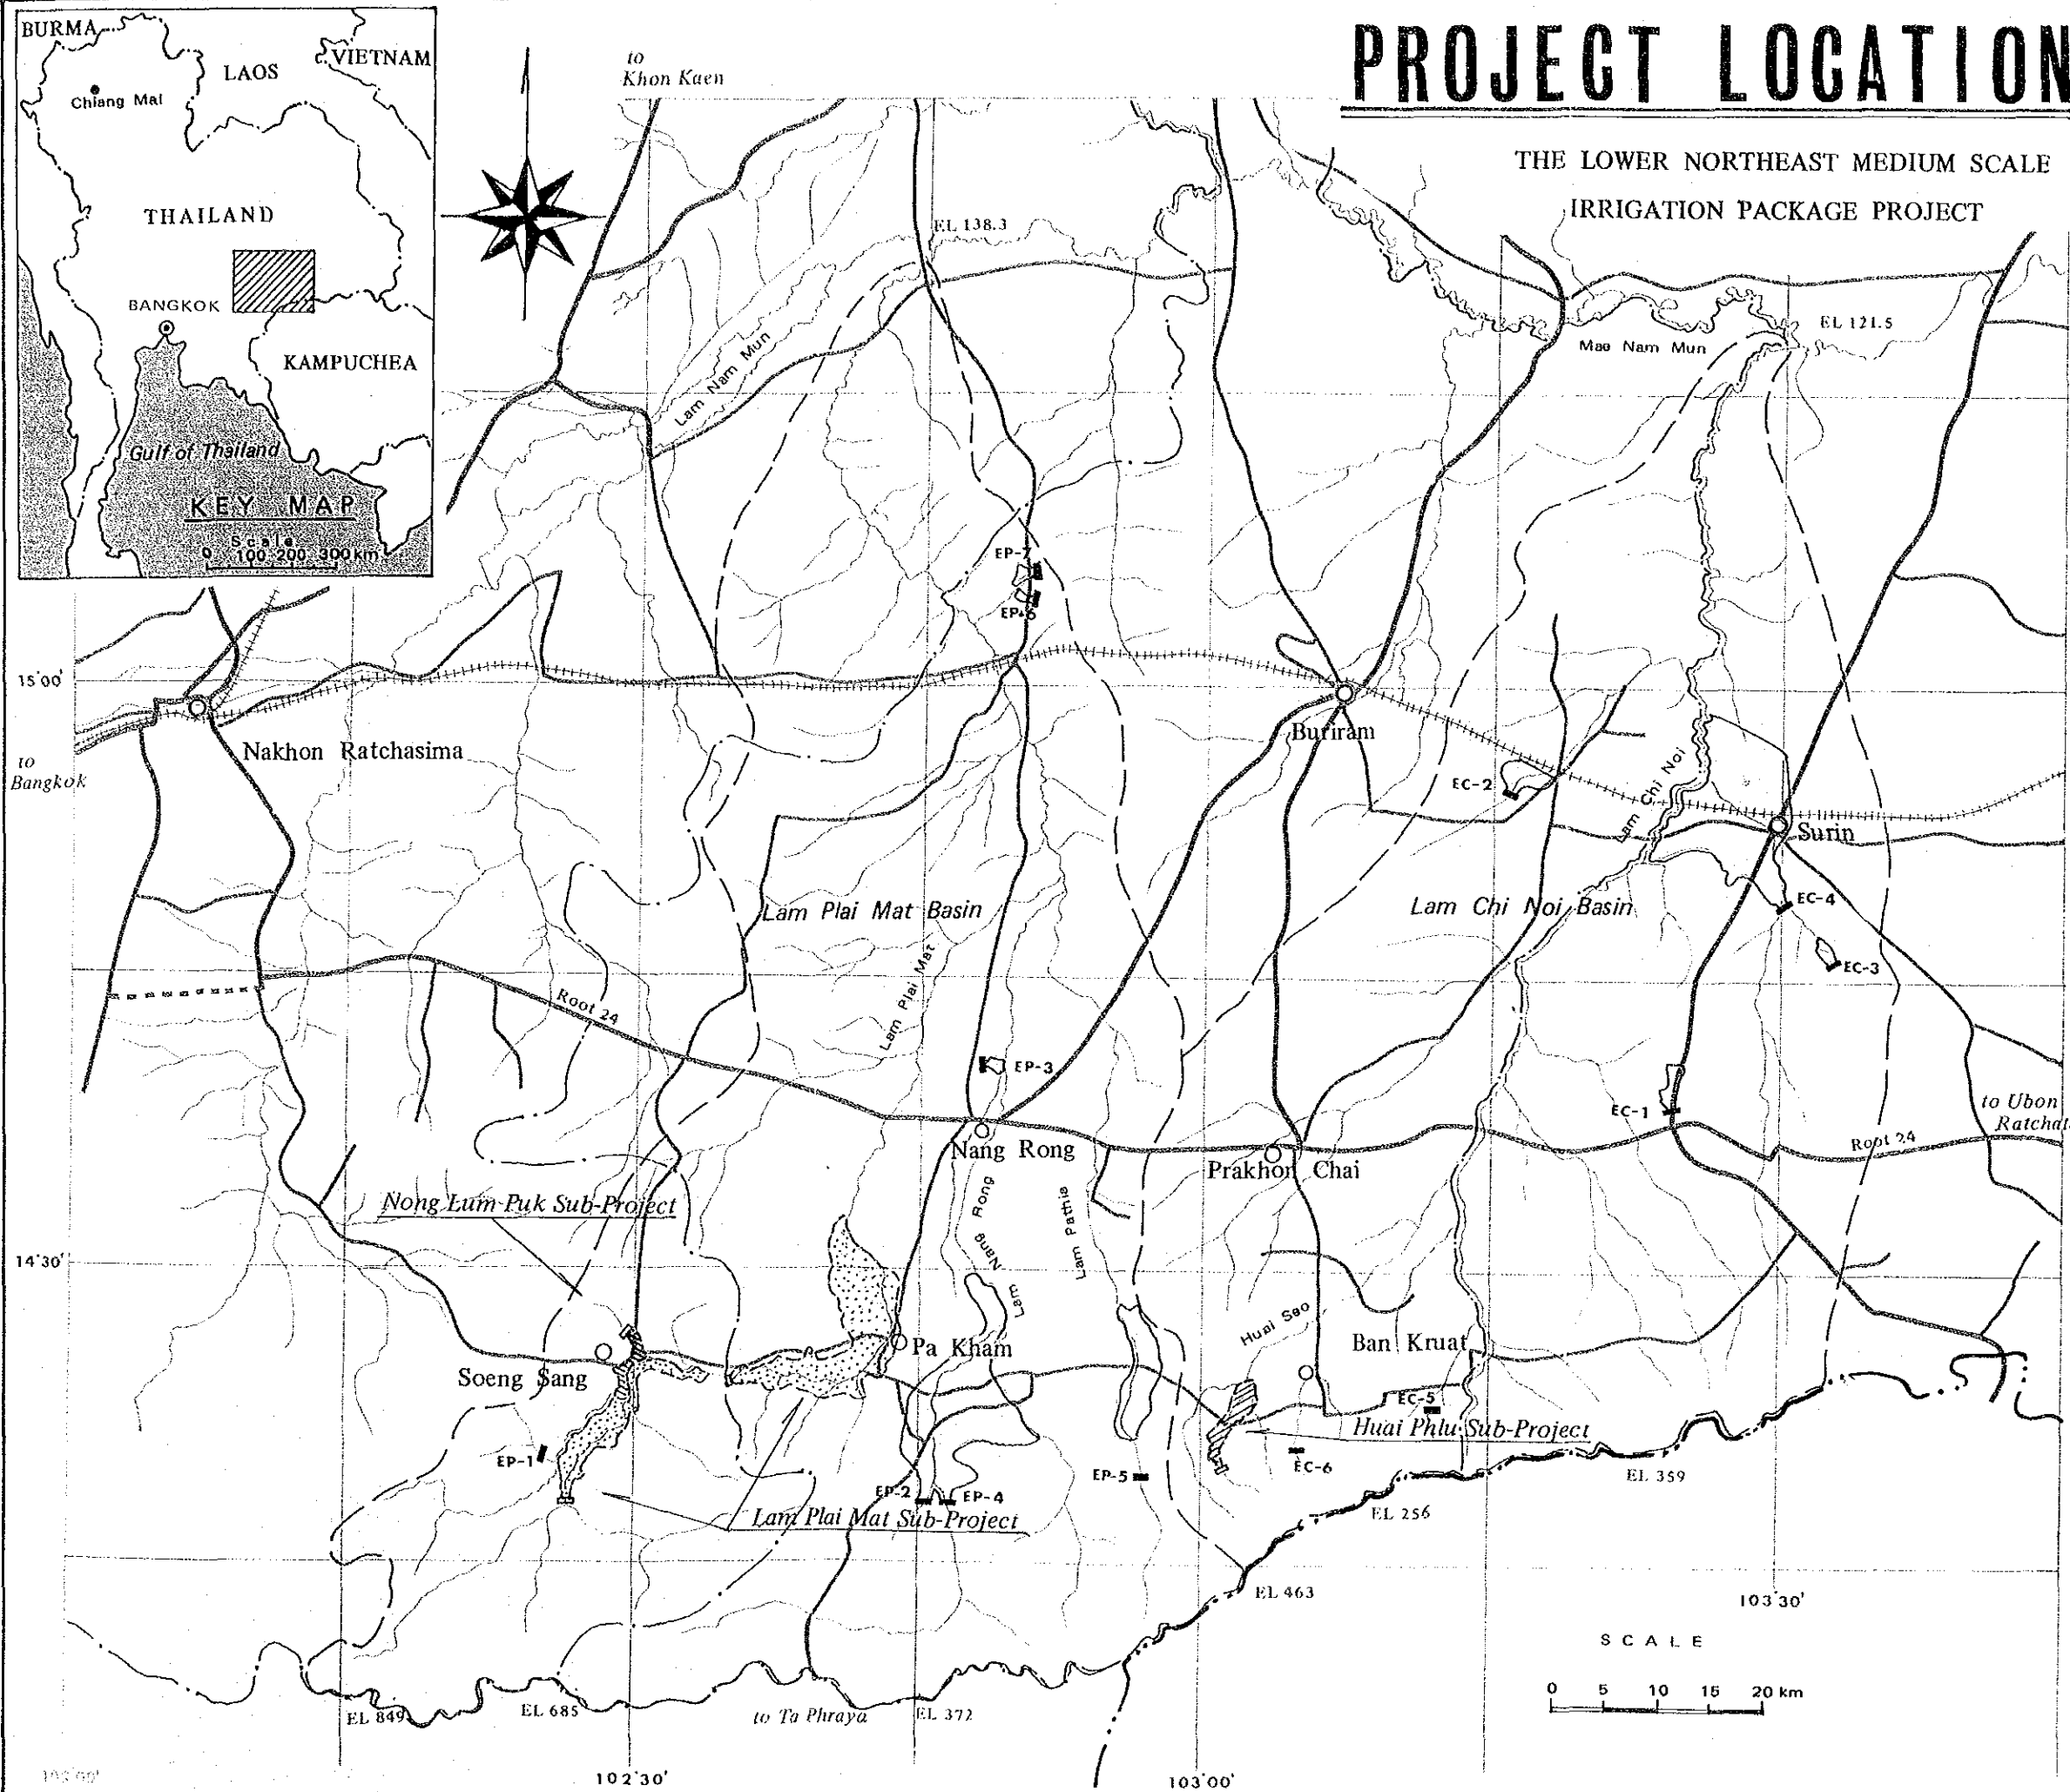 PROJECT LOCATION
THE LOWER NORTHEAST MEDIUM SCALE
IRRIGATION PACKAGE PROJECT
BURMA
LAOS
VIETNAM
Chiang Mai
THAILAND
BANGKOK
KAMPUCHEA
Gulf of Thailand
KEY MAP
Scale
0 100 200 300km
to
Khon Kaen
EL 138.3
EL 121.5
Mae Nam Mun
Lam Nam Mun
EP-7
EP-6
15°00'
Nakhon Ratchasima
to
Bangkok
Buriram
EC-2
Lam Chi Noi
Surin
Lam Plai Mat Basin
Lam Chi Noi Basin
EC-4
EC-3
Lam Plai Mat
Root 24
EP-3
EC-1
to Ubon
Ratchat
Root 24
Nang Rong
Prakhon Chai
Nong Lum Puk Sub-Project
Lam Nang Rong
Lam Pathia
14°30'
Huai Sao
Ban Kruat
Pa Kham
Soeng Sang
EC-5
Huai Phlu Sub-Project
EP-1
EP-5
EC-6
EL 359
EP-2
EP-4
Lam Plai Mat Sub-Project
EL 256
EL 463
103°30'
SCALE
0 5 10 15 20 km
EL 849
EL 685
to Ta Phraya
EL 372
102°30'
103°00'